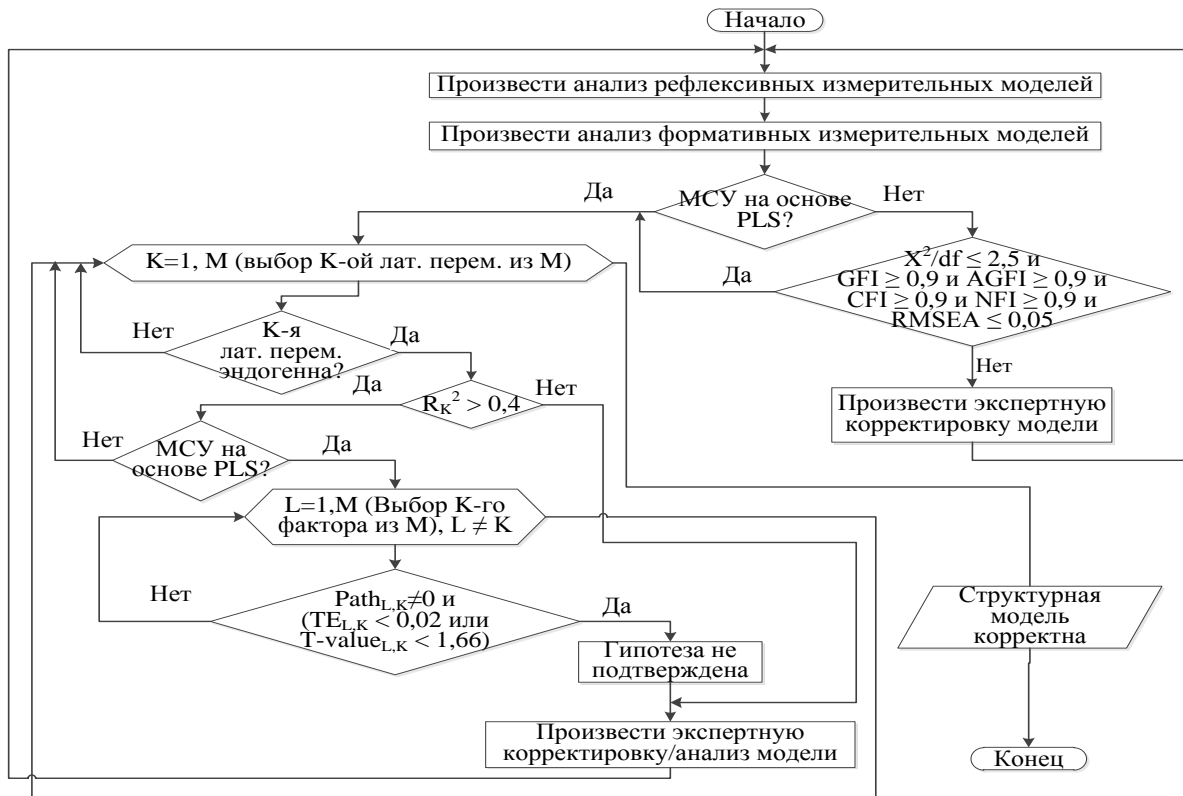 Начало
Произвести анализ рефлексивных измерительных моделей
Произвести анализ формативных измерительных моделей
Да
МСУ на основе
PLS?
Нет
K=1, M (выбор K-ой лат. перем. из M)
Да
X²/df ≤ 2,5 и
GFI ≥ 0,9 и AGFI ≥ 0,9 и
CFI ≥ 0,9 и NFI ≥ 0,9 и
RMSEA ≤ 0,05
Нет
K-я
лат. перем.
эндогенна?
Да
Нет
Да
R_K² > 0,4
Нет
Произвести экспертную
корректировку модели
Нет
МСУ на
основе PLS?
Да
L=1,M (Выбор K-го
фактора из M), L ≠ K
Нет
Path_L,K≠0 и
(TE_L,K < 0,02 или
T-value_L,K < 1,66)
Да
Гипотеза не
подтверждена
Структурная
модель
корректна
Произвести экспертную
корректировку/анализ модели
Конец